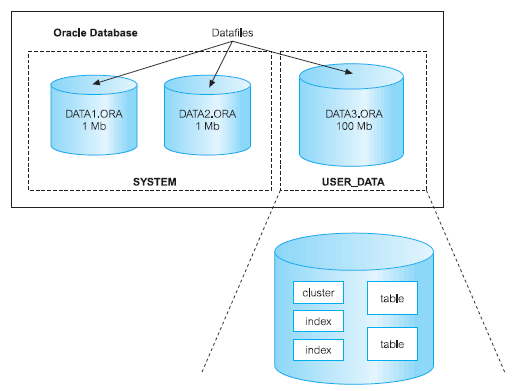 Oracle Database
Datafiles
DATA1.ORA
1 Mb
DATA2.ORA
1 Mb
DATA3.ORA
100 Mb
SYSTEM
USER_DATA
cluster
index
index
table
table